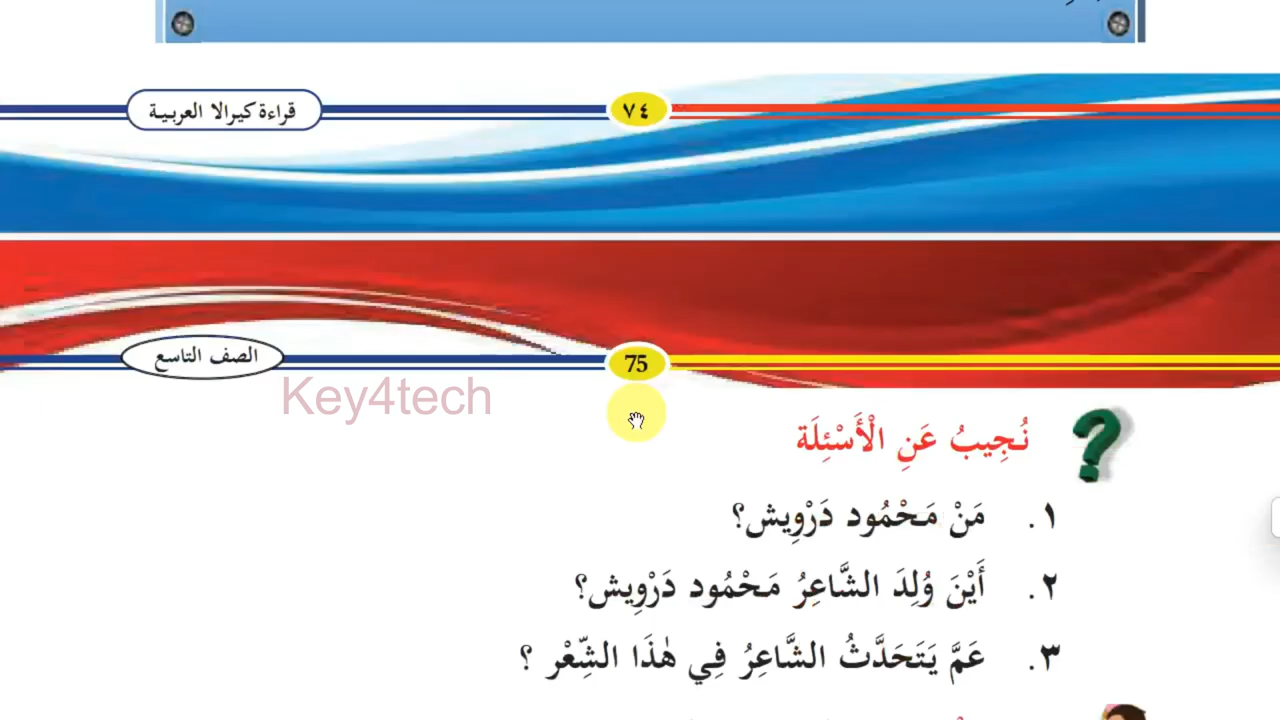 قراءة كيرالا العربية
٧٤
الصف التاسع
75
Key4tech
نُجِيبُ عَنِ الْأَسْئِلَة
١. مَنْ مَحْمُود دَرْوِيش؟
٢. أَيْنَ وُلِدَ الشَّاعِرُ مَحْمُود دَرْوِيش؟
٣. عَمَّ يَتَحَدَّثُ الشَّاعِرُ فِي هٰذَا الشِّعْر ؟